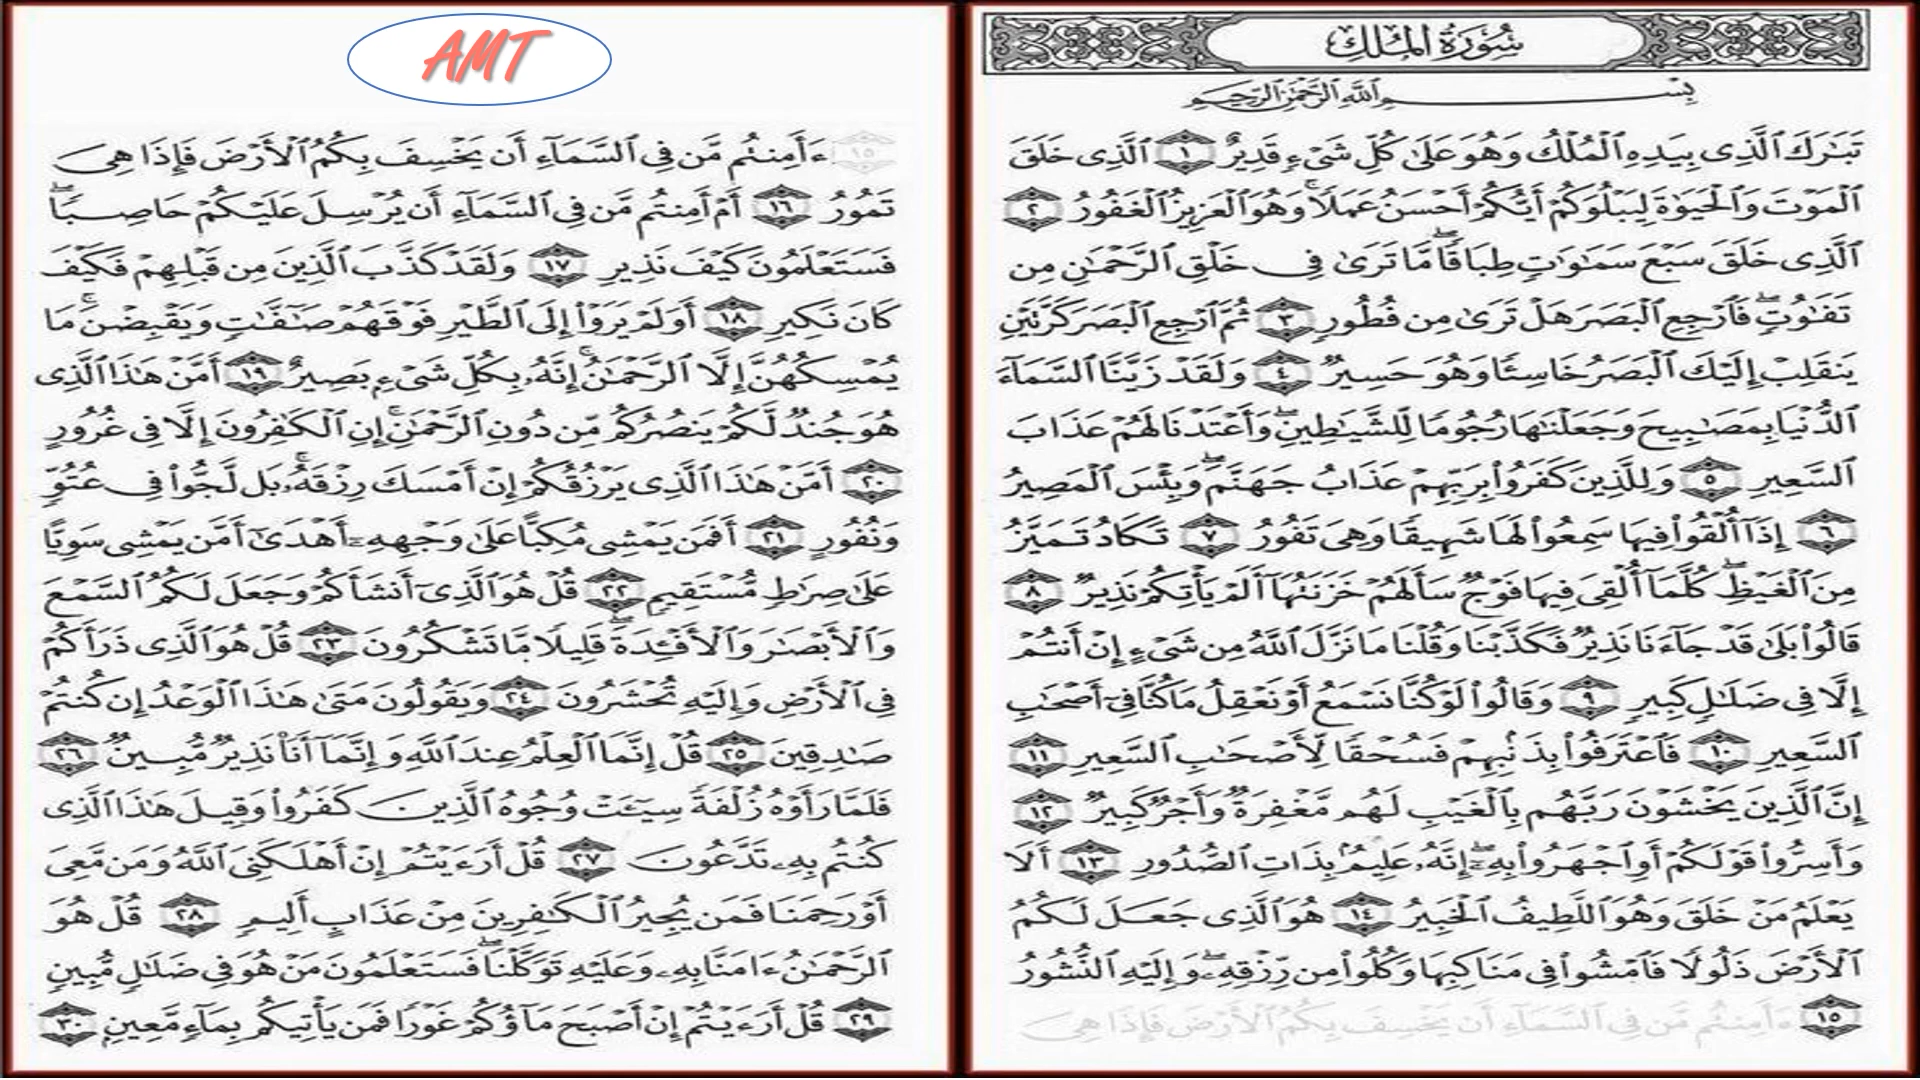 سُورَةُ المُلْكِ
بِسْمِ ٱللَّهِ ٱلرَّحْمَٰنِ ٱلرَّحِيمِ
تَبَٰرَكَ ٱلَّذِى بِيَدِهِ ٱلْمُلْكُ وَهُوَ عَلَىٰ كُلِّ شَىْءٍ قَدِيرٌ ١ ٱلَّذِى خَلَقَ
ٱلْمَوْتَ وَٱلْحَيَوٰةَ لِيَبْلُوَكُمْ أَيُّكُمْ أَحْسَنُ عَمَلًا ۚ وَهُوَ ٱلْعَزِيزُ ٱلْغَفُورُ ٢
ٱلَّذِى خَلَقَ سَبْعَ سَمَٰوَٰتٍ طِبَاقًا ۖ مَّا تَرَىٰ فِى خَلْقِ ٱلرَّحْمَٰنِ مِن
تَفَٰوُتٍ ۖ فَٱرْجِعِ ٱلْبَصَرَ هَلْ تَرَىٰ مِن فُطُورٍ ٣ ثُمَّ ٱرْجِعِ ٱلْبَصَرَ كَرَّتَيْنِ
يَنقَلِبْ إِلَيْكَ ٱلْبَصَرُ خَاسِئًا وَهُوَ حَسِيرٌ ٤ وَلَقَدْ زَيَّنَّا ٱلسَّمَآءَ
ٱلدُّنْيَا بِمَصَٰبِيحَ وَجَعَلْنَٰهَا رُجُومًا لِّلشَّيَٰطِينِ ۖ وَأَعْتَدْنَا لَهُمْ عَذَابَ
ٱلسَّعِيرِ ٥ وَلِلَّذِينَ كَفَرُوا۟ بِرَبِّهِمْ عَذَابُ جَهَنَّمَ ۖ وَبِئْسَ ٱلْمَصِيرُ
٦ إِذَآ أُلْقُوا۟ فِيهَا سَمِعُوا۟ لَهَا شَهِيقًا وَهِىَ تَفُورُ ٧ تَكَادُ تَمَيَّزُ
مِنَ ٱلْغَيْظِ ۖ كُلَّمَآ أُلْقِىَ فِيهَا فَوْجٌ سَأَلَهُمْ خَزَنَتُهَآ أَلَمْ يَأْتِكُمْ نَذِيرٌ ٨
قَالُوا۟ بَلَىٰ قَدْ جَآءَنَا نَذِيرٌ فَكَذَّبْنَا وَقُلْنَا مَا نَزَّلَ ٱللَّهُ مِن شَىْءٍ إِنْ أَنتُمْ
إِلَّا فِى ضَلَٰلٍ كَبِيرٍ ٩ وَقَالُوا۟ لَوْ كُنَّا نَسْمَعُ أَوْ نَعْقِلُ مَا كُنَّا فِىٓ أَصْحَٰبِ
ٱلسَّعِيرِ ١٠ فَٱعْتَرَفُوا۟ بِذَنۢبِهِمْ فَسُحْقًا لِّأَصْحَٰبِ ٱلسَّعِيرِ ١١
إِنَّ ٱلَّذِينَ يَخْشَوْنَ رَبَّهُم بِٱلْغَيْبِ لَهُم مَّغْفِرَةٌ وَأَجْرٌ كَبِيرٌ ١٢
وَأَسِرُّوا۟ قَوْلَكُمْ أَوِ ٱجْهَرُوا۟ بِهِۦٓ ۖ إِنَّهُۥ عَلِيمٌۢ بِذَاتِ ٱلصُّدُورِ ١٣ أَلَا
يَعْلَمُ مَنْ خَلَقَ وَهُوَ ٱللَّطِيفُ ٱلْخَبِيرُ ١٤ هُوَ ٱلَّذِى جَعَلَ لَكُمُ
ٱلْأَرْضَ ذَلُولًا فَٱمْشُوا۟ فِى مَنَاكِبِهَا وَكُلُوا۟ مِن رِّزْقِهِۦ ۖ وَإِلَيْهِ ٱلنُّشُورُ
١٥ ءَأَمِنتُم مَّن فِى ٱلسَّمَآءِ أَن يَخْسِفَ بِكُمُ ٱلْأَرْضَ فَإِذَا هِىَ
AMT
١٥ ءَأَمِنتُم مَّن فِى ٱلسَّمَآءِ أَن يَخْسِفَ بِكُمُ ٱلْأَرْضَ فَإِذَا هِىَ
تَمُورُ ١٦ أَمْ أَمِنتُم مَّن فِى ٱلسَّمَآءِ أَن يُرْسِلَ عَلَيْكُمْ حَاصِبًا ۖ
فَسَتَعْلَمُونَ كَيْفَ نَذِيرِ ١٧ وَلَقَدْ كَذَّبَ ٱلَّذِينَ مِن قَبْلِهِمْ فَكَيْفَ
كَانَ نَكِيرِ ١٨ أَوَلَمْ يَرَوْا۟ إِلَى ٱلطَّيْرِ فَوْقَهُمْ صَٰٓفَّٰتٍ وَيَقْبِضْنَ ۚ مَا
يُمْسِكُهُنَّ إِلَّا ٱلرَّحْمَٰنُ ۚ إِنَّهُۥ بِكُلِّ شَىْءٍۭ بَصِيرٌ ١٩ أَمَّنْ هَٰذَا ٱلَّذِى
هُوَ جُندٌ لَّكُمْ يَنصُرُكُم مِّن دُونِ ٱلرَّحْمَٰنِ ۚ إِنِ ٱلْكَٰفِرُونَ إِلَّا فِى غُرُورٍ
٢٠ أَمَّنْ هَٰذَا ٱلَّذِى يَرْزُقُكُمْ إِنْ أَمْسَكَ رِزْقَهُۥ ۚ بَل لَّجُّوا۟ فِى عُتُوٍّ
وَنُفُورٍ ٢١ أَفَمَن يَمْشِى مُكِبًّا عَلَىٰ وَجْهِهِۦٓ أَهْدَىٰٓ أَمَّن يَمْشِى سَوِيًّا
عَلَىٰ صِرَٰطٍ مُّسْتَقِيمٍ ٢٢ قُلْ هُوَ ٱلَّذِىٓ أَنشَأَكُمْ وَجَعَلَ لَكُمُ ٱلسَّمْعَ
وَٱلْأَبْصَٰرَ وَٱلْأَفْـِٔدَةَ ۖ قَلِيلًا مَّا تَشْكُرُونَ ٢٣ قُلْ هُوَ ٱلَّذِى ذَرَأَكُمْ
فِى ٱلْأَرْضِ وَإِلَيْهِ تُحْشَرُونَ ٢٤ وَيَقُولُونَ مَتَىٰ هَٰذَا ٱلْوَعْدُ إِن كُنتُمْ
صَٰدِقِينَ ٢٥ قُلْ إِنَّمَا ٱلْعِلْمُ عِندَ ٱللَّهِ وَإِنَّمَآ أَنَا۠ نَذِيرٌ مُّبِينٌ ٢٦
فَلَمَّا رَأَوْهُ زُلْفَةً سِيٓـَٔتْ وُجُوهُ ٱلَّذِينَ كَفَرُوا۟ وَقِيلَ هَٰذَا ٱلَّذِى
كُنتُم بِهِۦ تَدَّعُونَ ٢٧ قُلْ أَرَءَيْتُمْ إِنْ أَهْلَكَنِىَ ٱللَّهُ وَمَن مَّعِىَ
أَوْ رَحِمَنَا فَمَن يُجِيرُ ٱلْكَٰفِرِينَ مِنْ عَذَابٍ أَلِيمٍ ٢٨ قُلْ هُوَ
ٱلرَّحْمَٰنُ ءَامَنَّا بِهِۦ وَعَلَيْهِ تَوَكَّلْنَا ۖ فَسَتَعْلَمُونَ مَنْ هُوَ فِى ضَلَٰلٍ مُّبِينٍ
٢٩ قُلْ أَرَءَيْتُمْ إِنْ أَصْبَحَ مَآؤُكُمْ غَوْرًا فَمَن يَأْتِيكُم بِمَآءٍ مَّعِينٍۭ ٣٠